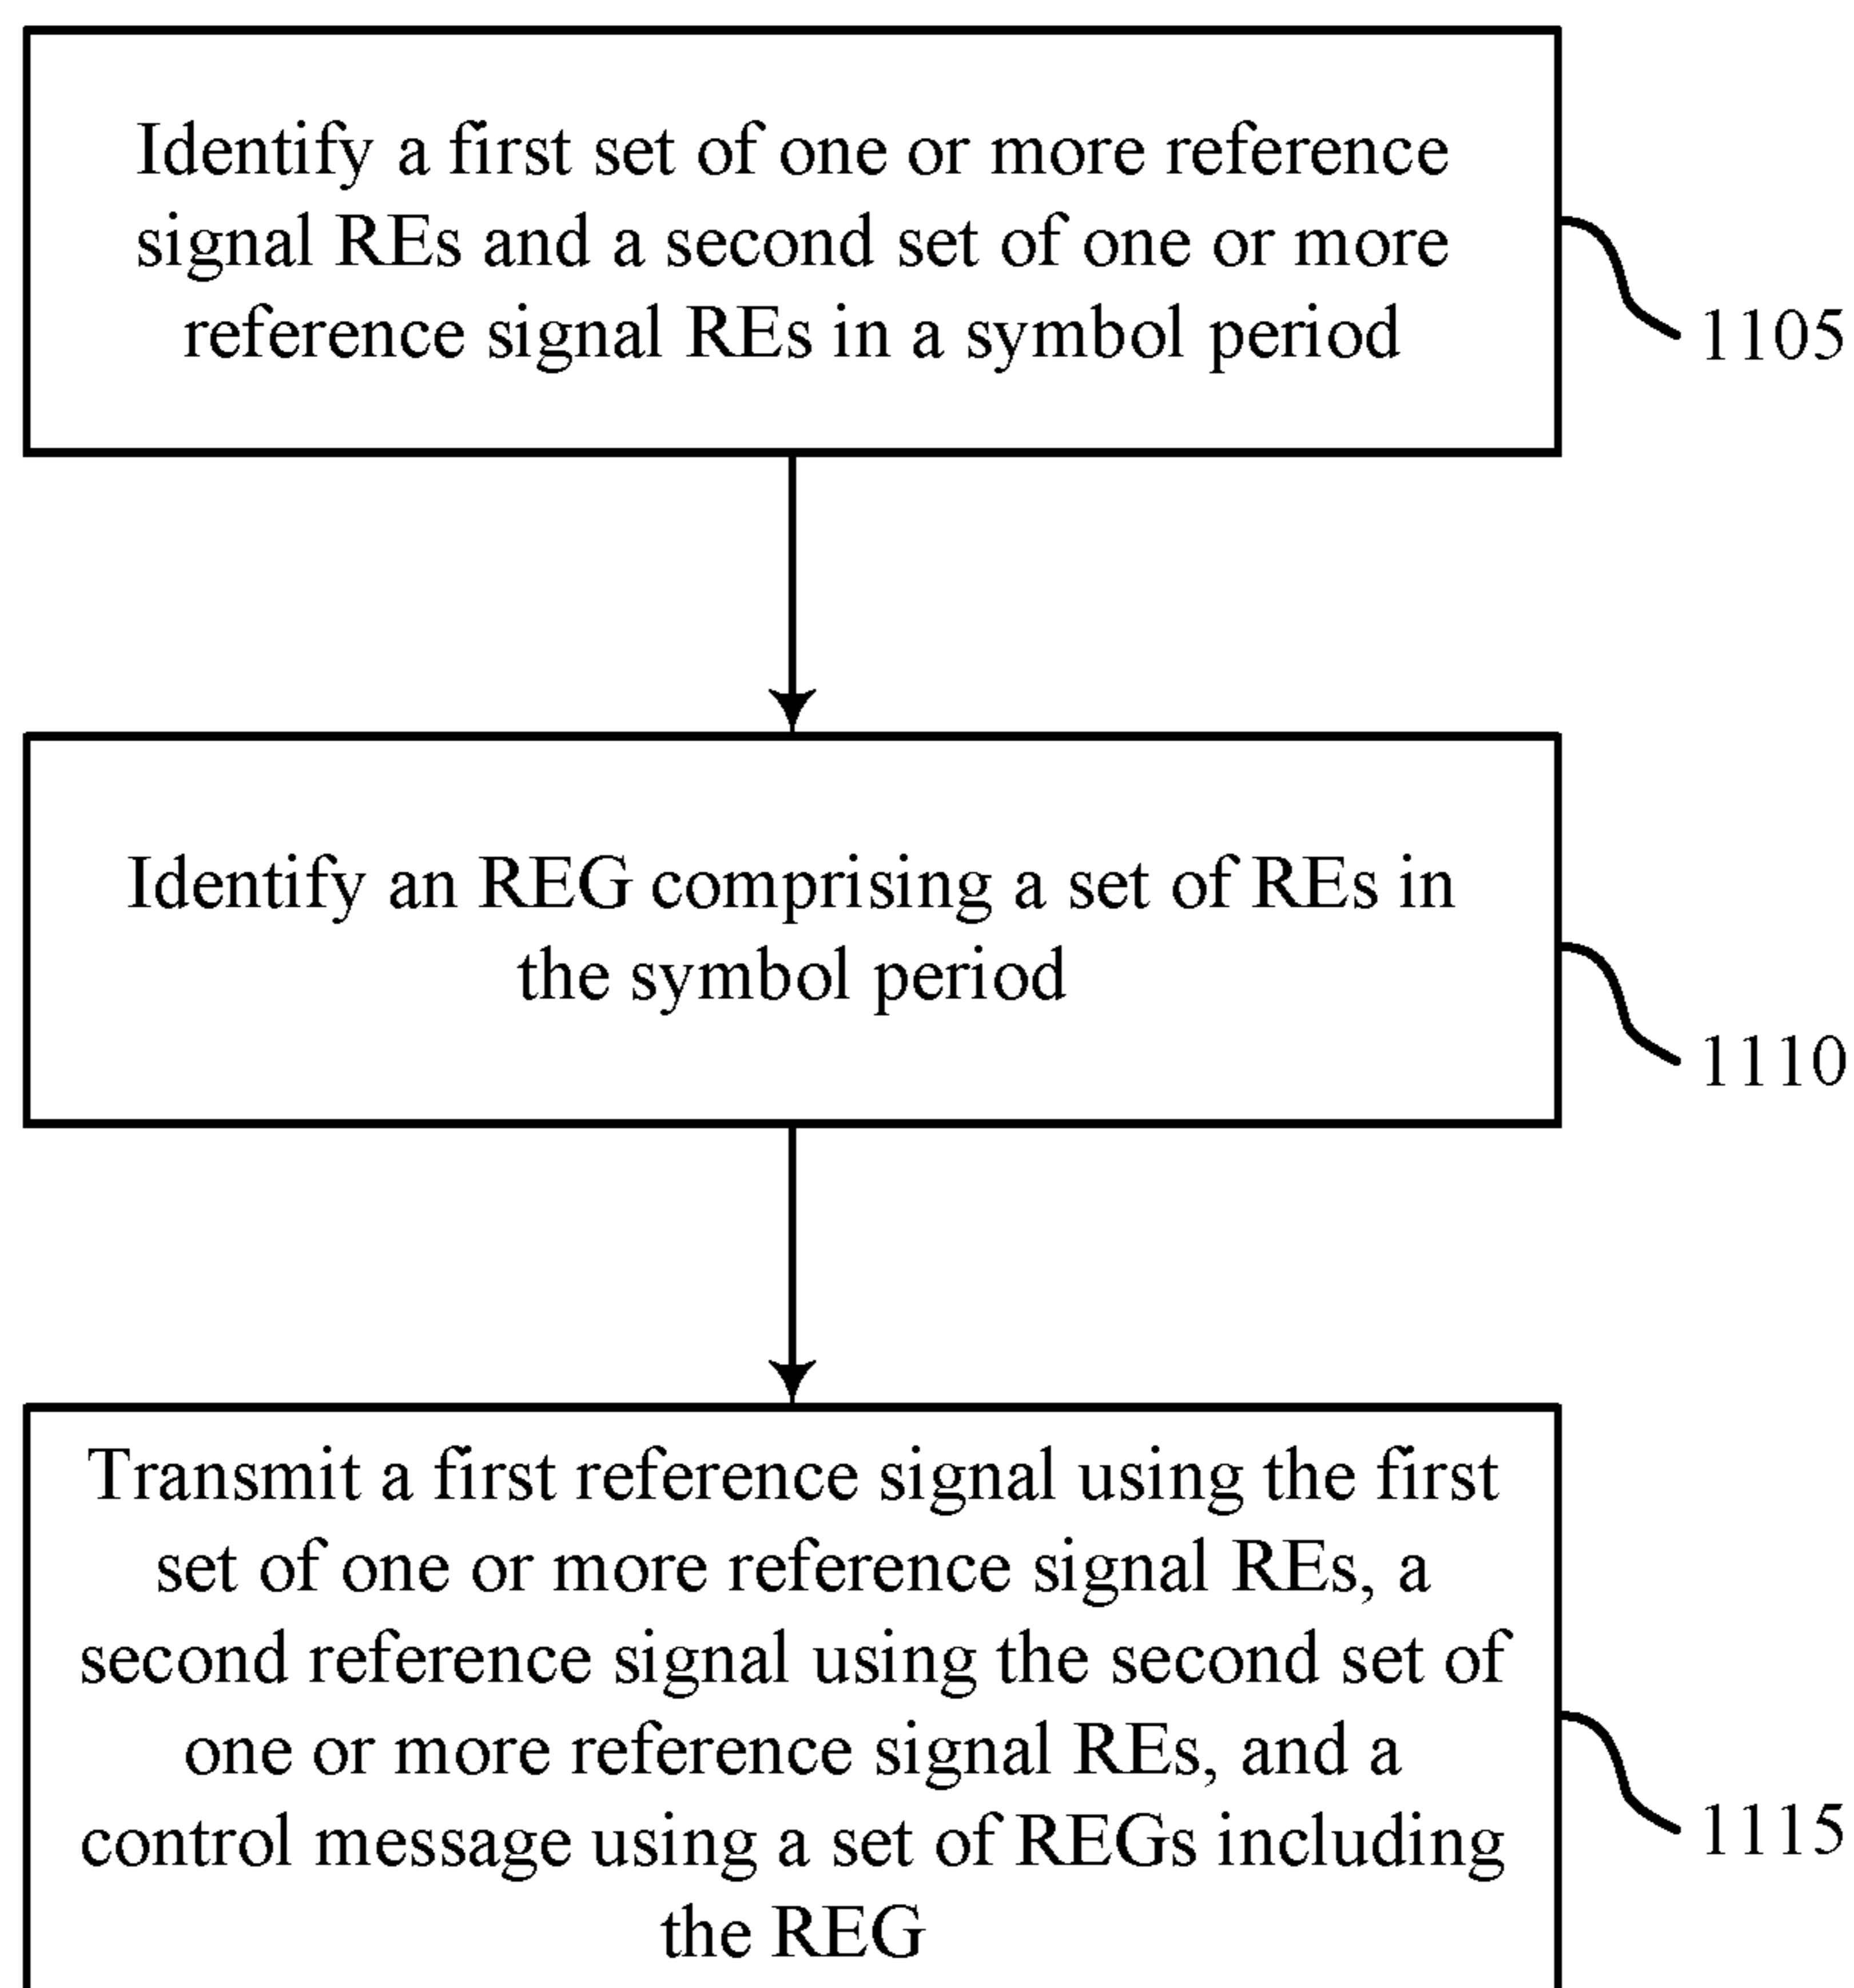 Identify a first set of one or more reference
signal REs and a second set of one or more
reference signal REs in a symbol period
1105
Identify an REG comprising a set of REs in
the symbol period
1110
Transmit a first reference signal using the first
set of one or more reference signal REs, a
second reference signal using the second set of
one or more reference signal REs, and a
control message using a set of REGs including
the REG
1115